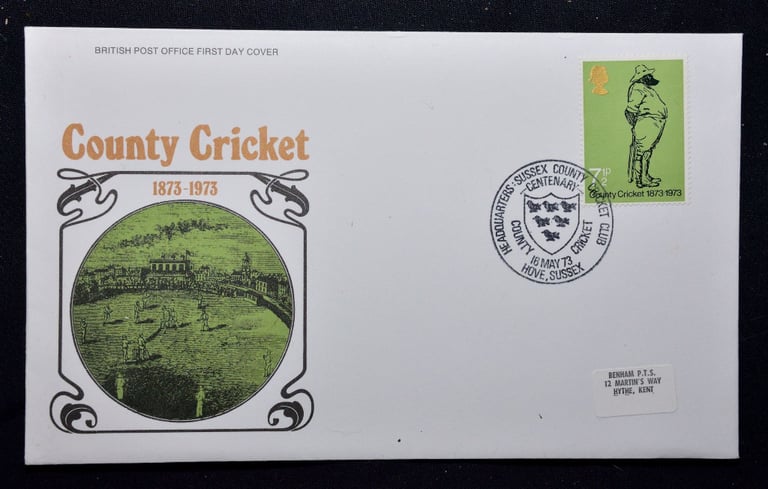 BRITISH POST OFFICE FIRST DAY COVER
County Cricket
1873-1973
7½P
County Cricket 1873 1973
HEADQUARTERS: SUSSEX COUNTY CRICKET CLUB
CENTENARY
COUNTY CRICKET
16 MAY 73
HOVE, SUSSEX
BENHAM P.T.S.
12 MARTIN'S WAY
HYTHE, KENT